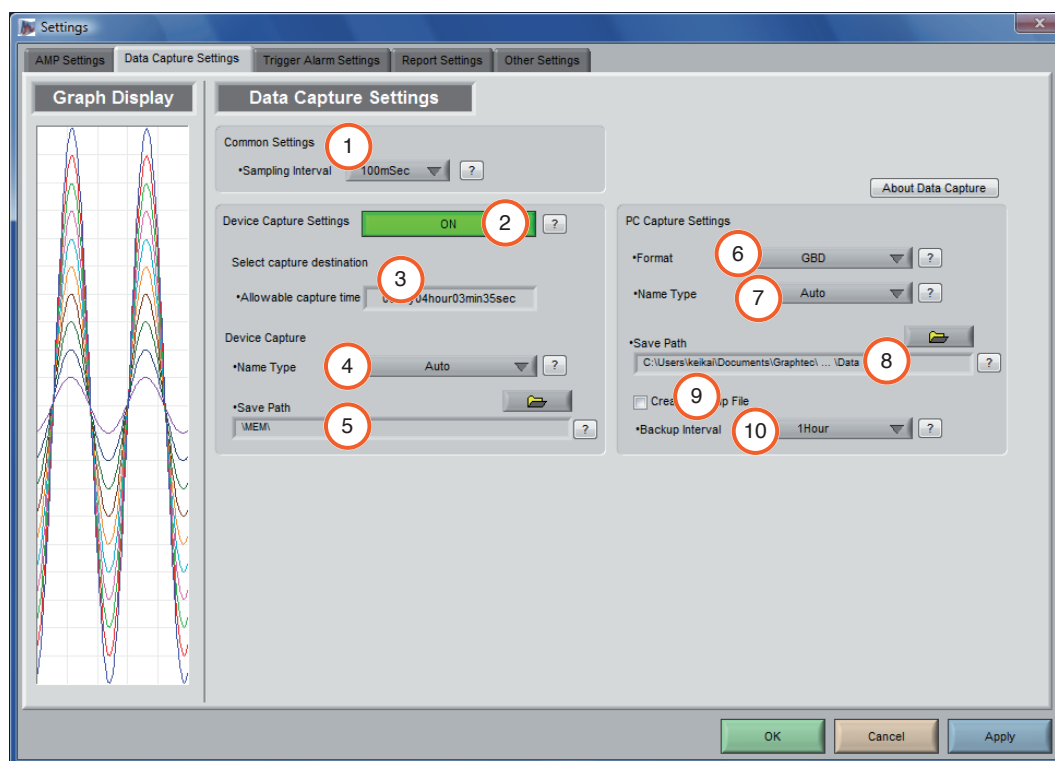 Settings
AMP Settings
Data Capture Settings
Trigger Alarm Settings
Report Settings
Other Settings
Graph Display
Data Capture Settings
Common Settings
1
•Sampling Interval 100mSec ?
About Data Capture
Device Capture Settings ON 2 ?
Select capture destination
3
•Allowable capture time 04hour03min35sec
Device Capture
•Name Type 4 Auto ?
•Save Path
\MEM\ 5 ?
PC Capture Settings
•Format 6 GBD ?
•Name Type 7 Auto ?
•Save Path
C:\Users\keikai\Documents\Graphtec\ ... \Data 8 ?
9 File
•Backup Interval 10 1Hour ?
OK
Cancel
Apply